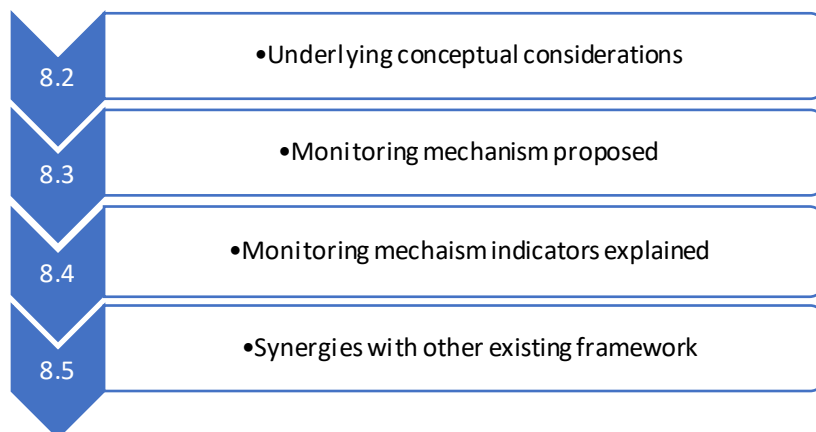 8.2
•Underlying conceptual considerations
8.3
•Monitoring mechanism proposed
8.4
•Monitoring mechaism indicators explained
8.5
•Synergies with other existing framework